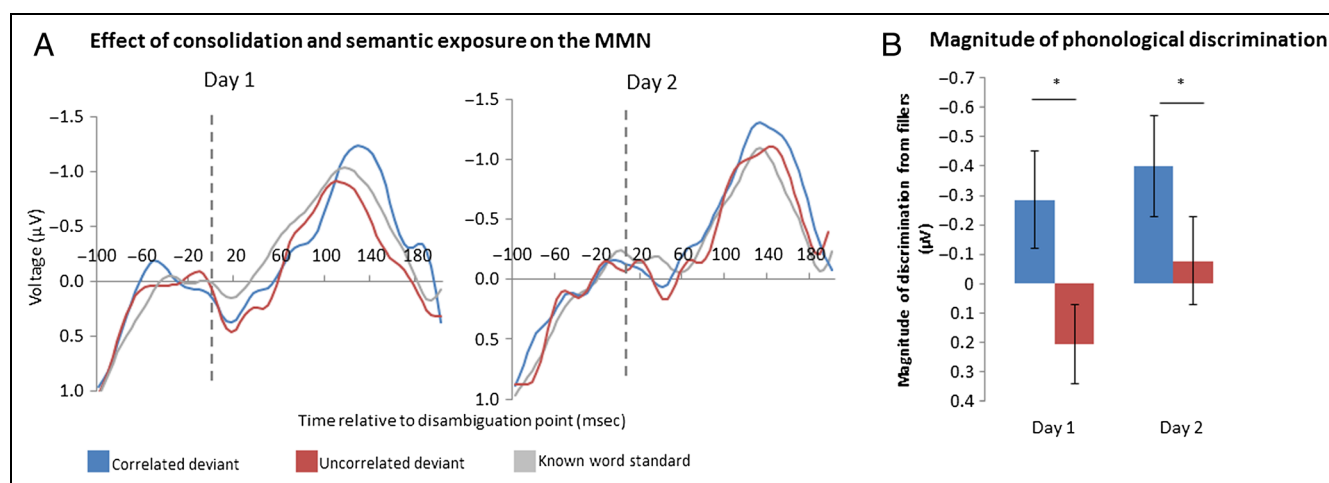 A Effect of consolidation and semantic exposure on the MMN
Day 1
Day 2
Voltage (µV)
−1.5
−1.0
−0.5
0.0
0.5
1.0
−100 −60 −20 20 60 100 140 180
−1.5
−1.0
−0.5
0.0
0.5
1.0
−100 −60 −20 20 60 100 140 180
Time relative to disambiguation point (msec)
Correlated deviant
Uncorrelated deviant
Known word standard
B Magnitude of phonological discrimination
Magnitude of discrimination from fillers
(µV)
−0.7
−0.6
−0.5
−0.4
−0.3
−0.2
−0.1
0
0.1
0.2
0.3
0.4
* *
Day 1 Day 2